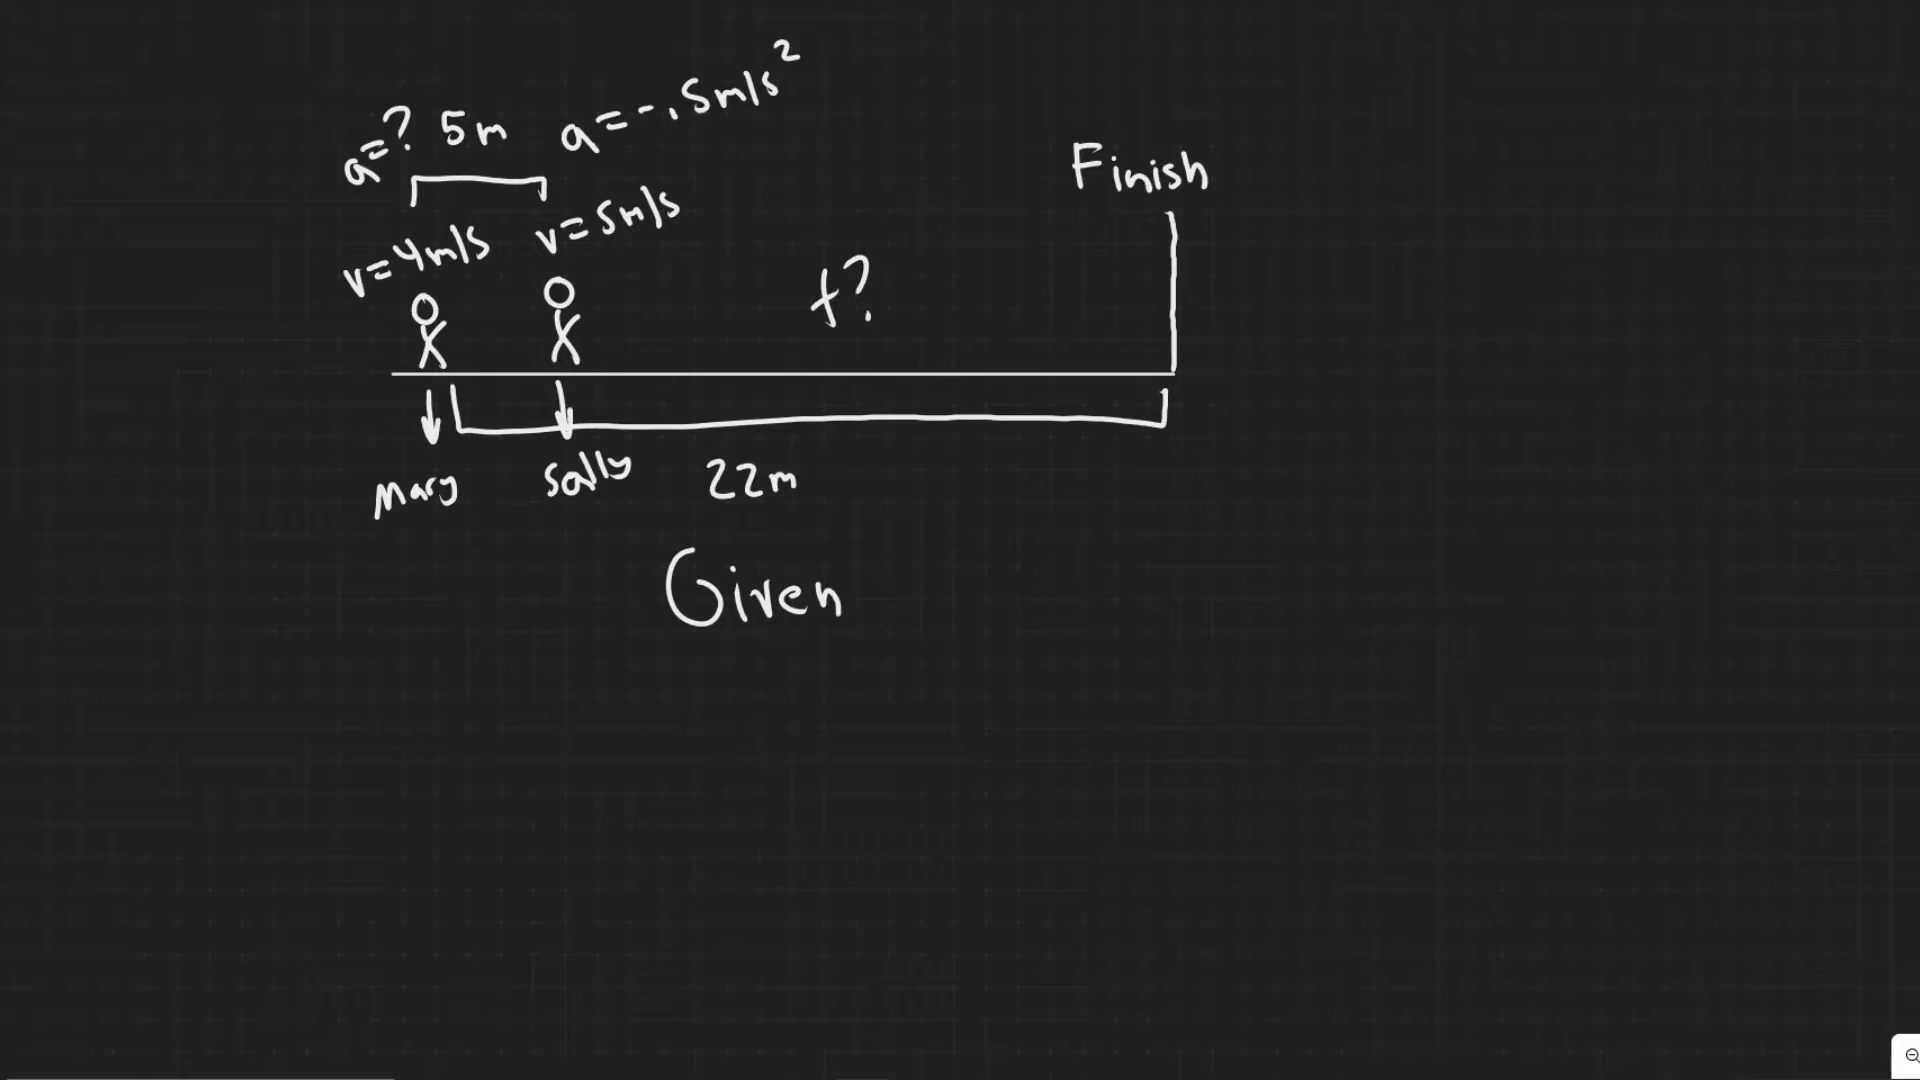 a=? 5m a=-.5m/s²
Finish
v=4m/s v=5m/s
t?
Mary Sally 22m
Given